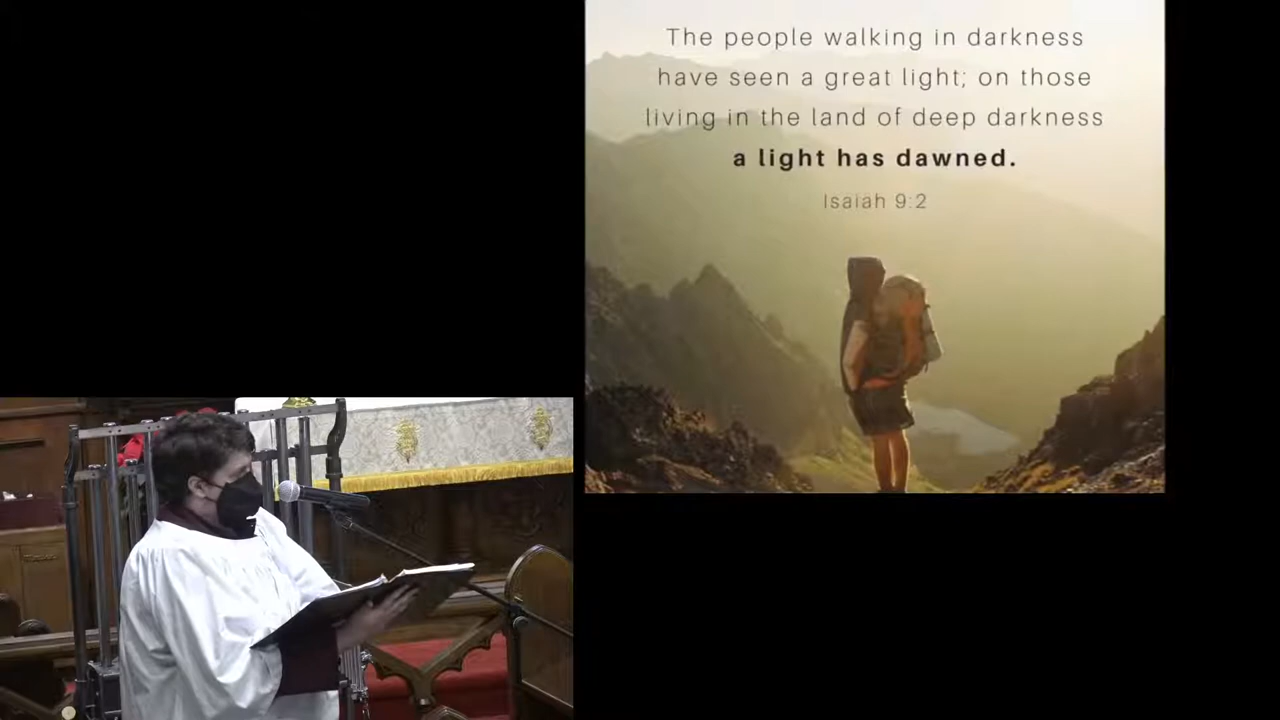 The people walking in darkness
have seen a great light; on those
living in the land of deep darkness
a light has dawned.
Isaiah 9:2